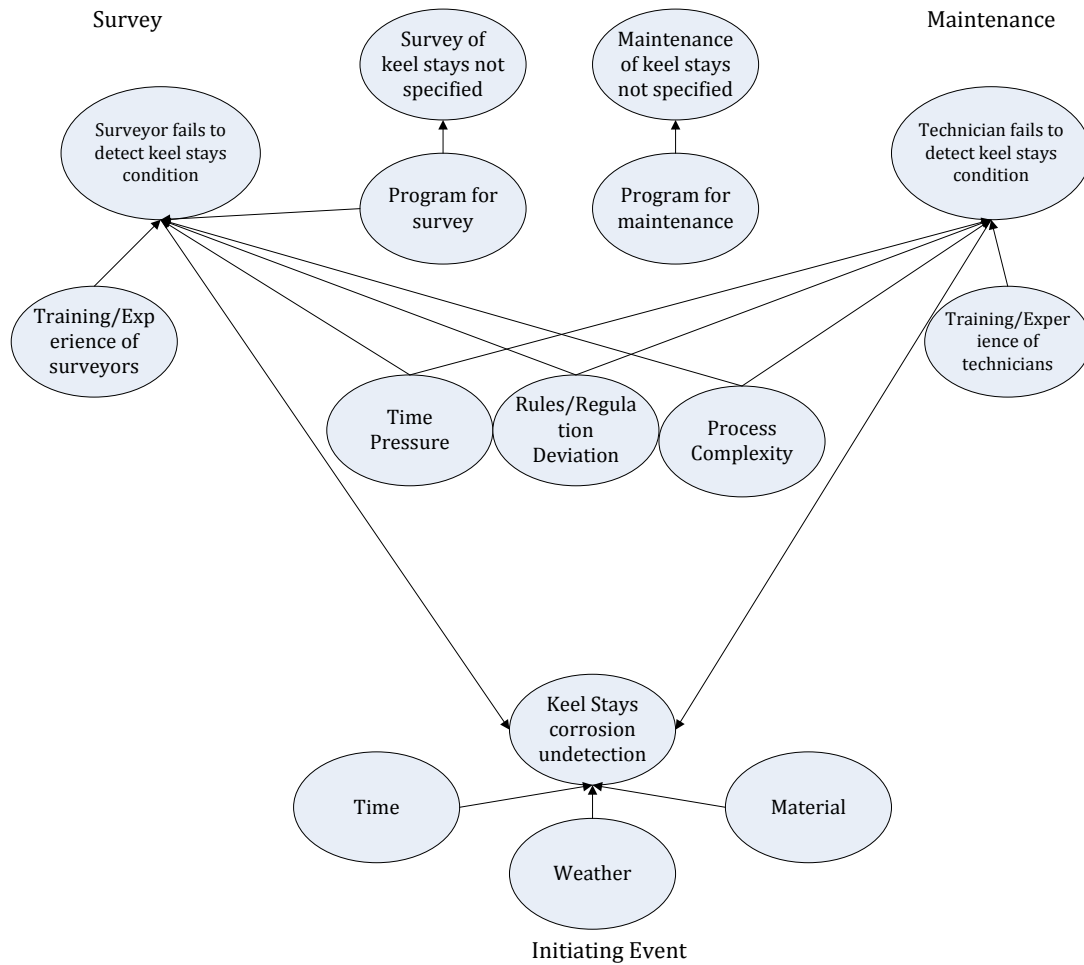 Survey
Maintenance
Survey of
keel stays not
specified
Maintenance
of keel stays
not specified
Surveyor fails to
detect keel stays
condition
Technician fails to
detect keel stays
condition
Program for
survey
Program for
maintenance
Training/Exp
erience of
surveyors
Training/Exper
ience of
technicians
Time
Pressure
Rules/Regula
tion
Deviation
Process
Complexity
Keel Stays
corrosion
undetection
Time
Material
Weather
Initiating Event